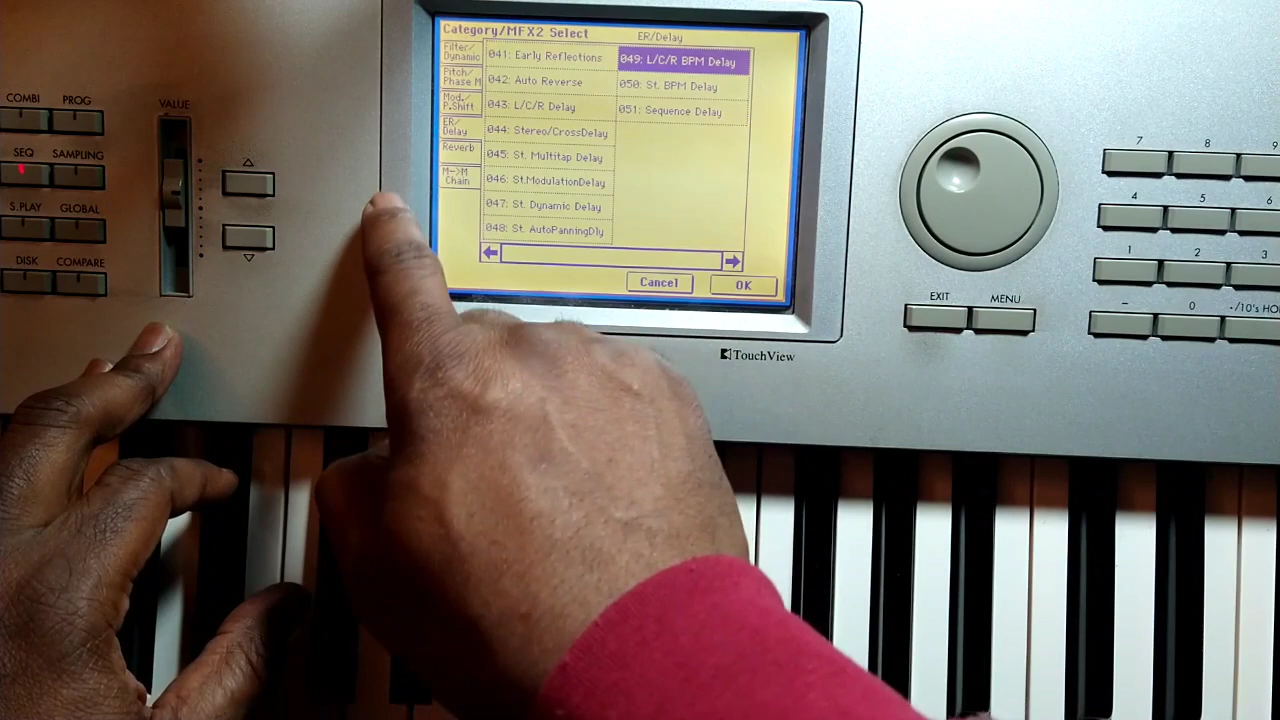 Category/MFX2 Select
ER/Delay
Filter/
Dynamic
Pitch/
Phase M
Mod./
P.Shift
ER/
Delay
Reverb
M->M
Chain
041: Early Reflections
042: Auto Reverse
043: L/C/R Delay
044: Stereo/CrossDelay
045: St. Multitap Delay
046: St.ModulationDelay
047: St. Dynamic Delay
048: St. AutoPanningDly
049: L/C/R BPM Delay
050: St. BPM Delay
051: Sequence Delay
Cancel
OK
COMBI
PROG
SEQ
SAMPLING
S.PLAY
GLOBAL
DISK
COMPARE
VALUE
TouchView
EXIT
MENU
7
8
9
4
5
6
1
2
3
-
0